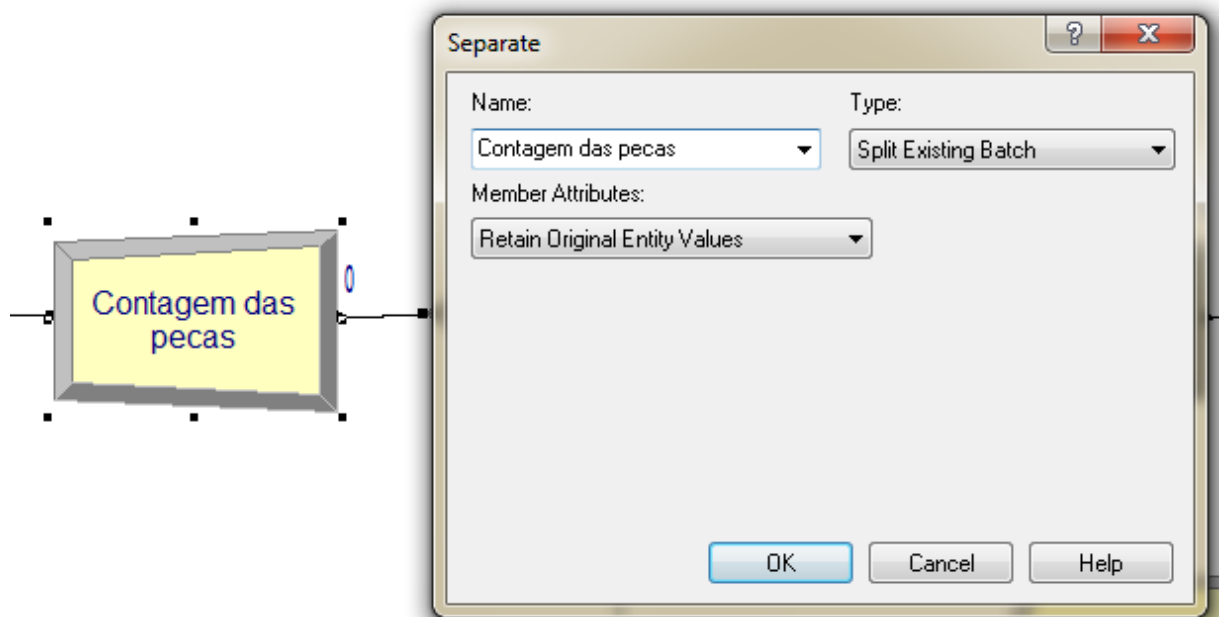 Separate
?
X
Name:
Type:
Contagem das pecas
Split Existing Batch
Member Attributes:
Retain Original Entity Values
0
Contagem das
pecas
OK
Cancel
Help